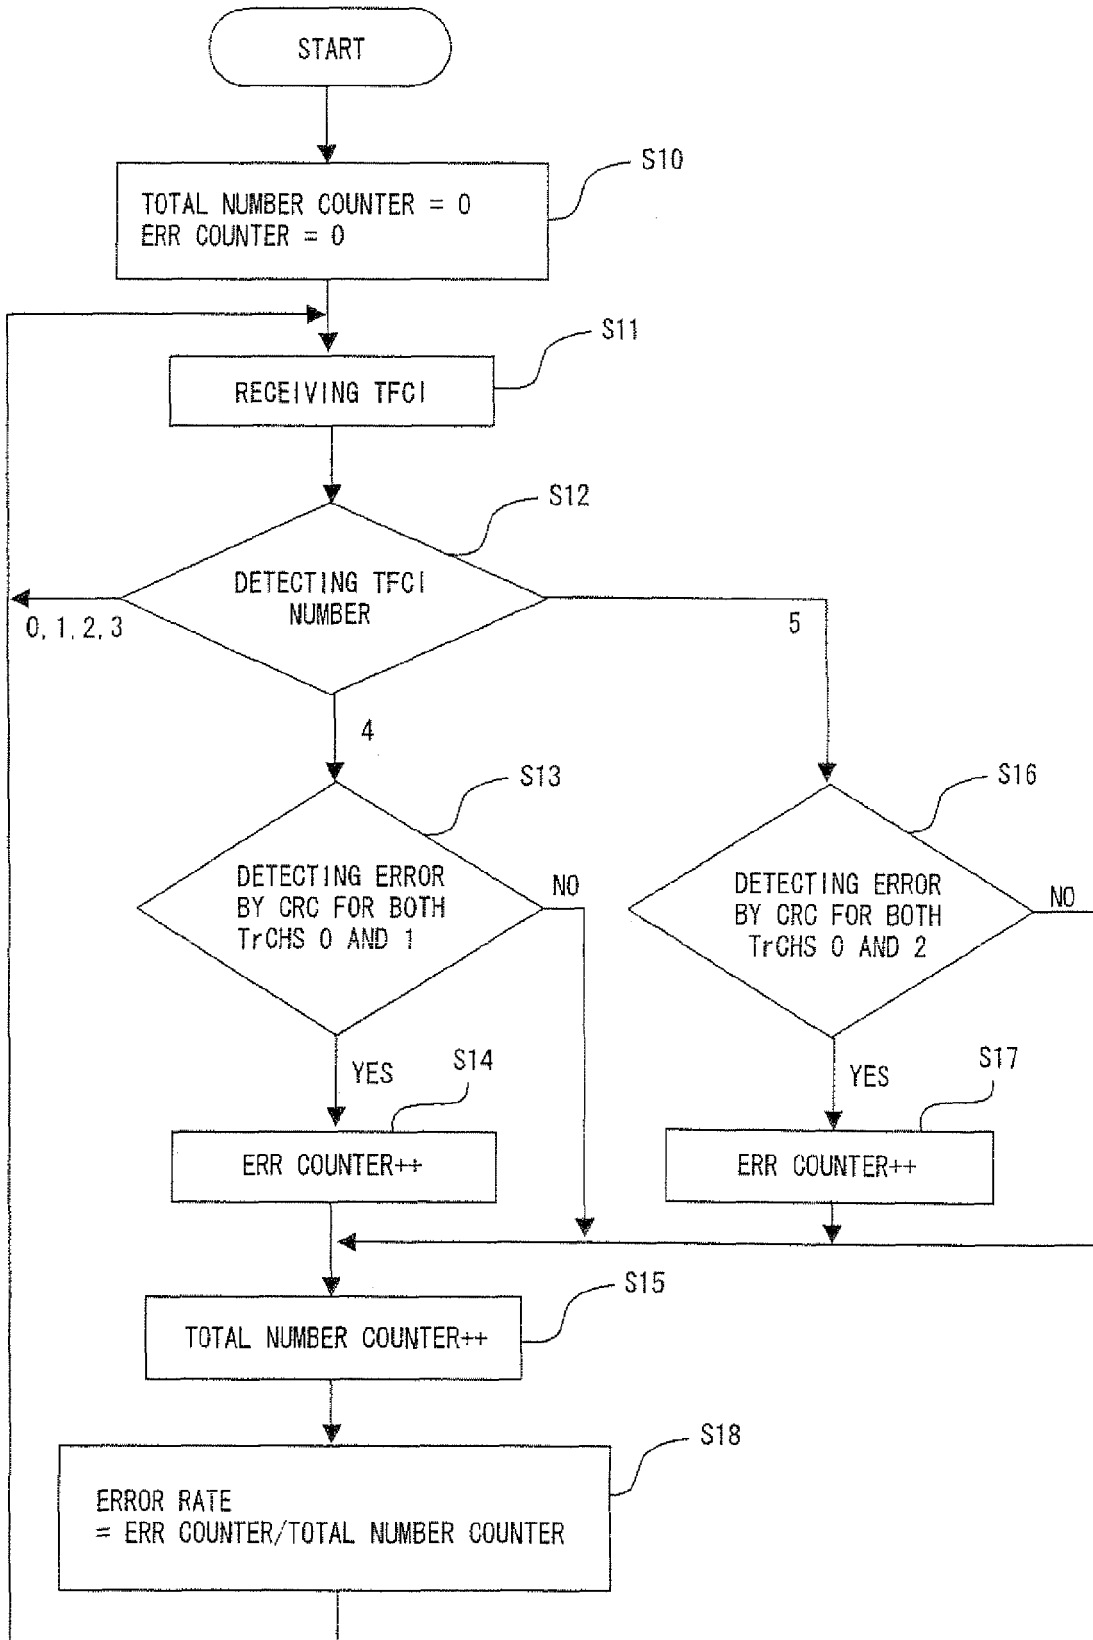 START
S10
TOTAL NUMBER COUNTER = 0
ERR COUNTER = 0
S11
RECEIVING TFCI
S12
DETECTING TFCI
NUMBER
0, 1, 2, 3
5
4
S13
S16
DETECTING ERROR
BY CRC FOR BOTH
TrCHS 0 AND 1
NO
DETECTING ERROR
BY CRC FOR BOTH
TrCHS 0 AND 2
NO
YES
S14
YES
S17
ERR COUNTER++
ERR COUNTER++
S15
TOTAL NUMBER COUNTER++
S18
ERROR RATE
= ERR COUNTER/TOTAL NUMBER COUNTER